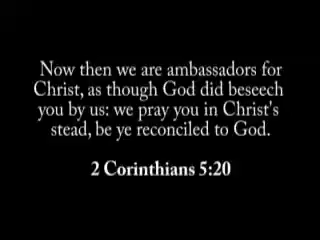 Now then we are ambassadors for
Christ, as though God did beseech
you by us: we pray you in Christ's
stead, be ye reconciled to God.
2 Corinthians 5:20